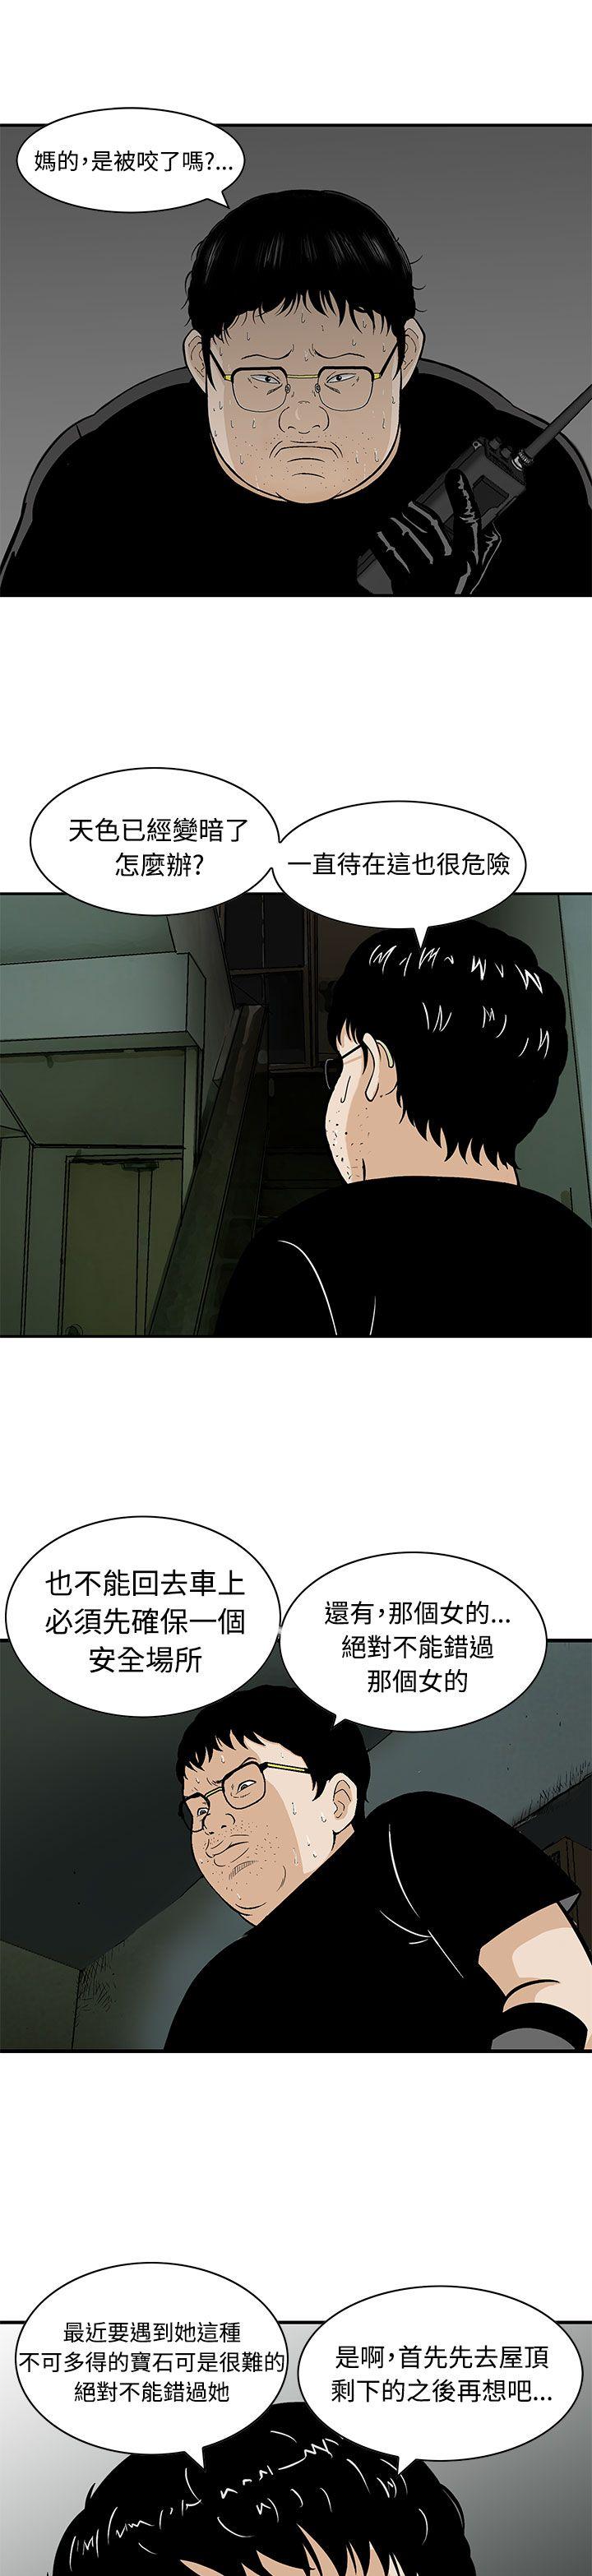 媽的，是被咬了嗎？...
天色已經變暗了
怎麼辦？
一直待在這也很危險
也不能回去車上
必須先確保一個
安全場所
還有，那個女的...
絕對不能錯過
那個女的
最近要遇到她這種
不可多得的寶石可是很難的
絕對不能錯過她
是啊，首先先去屋頂
剩下的之後再想吧...